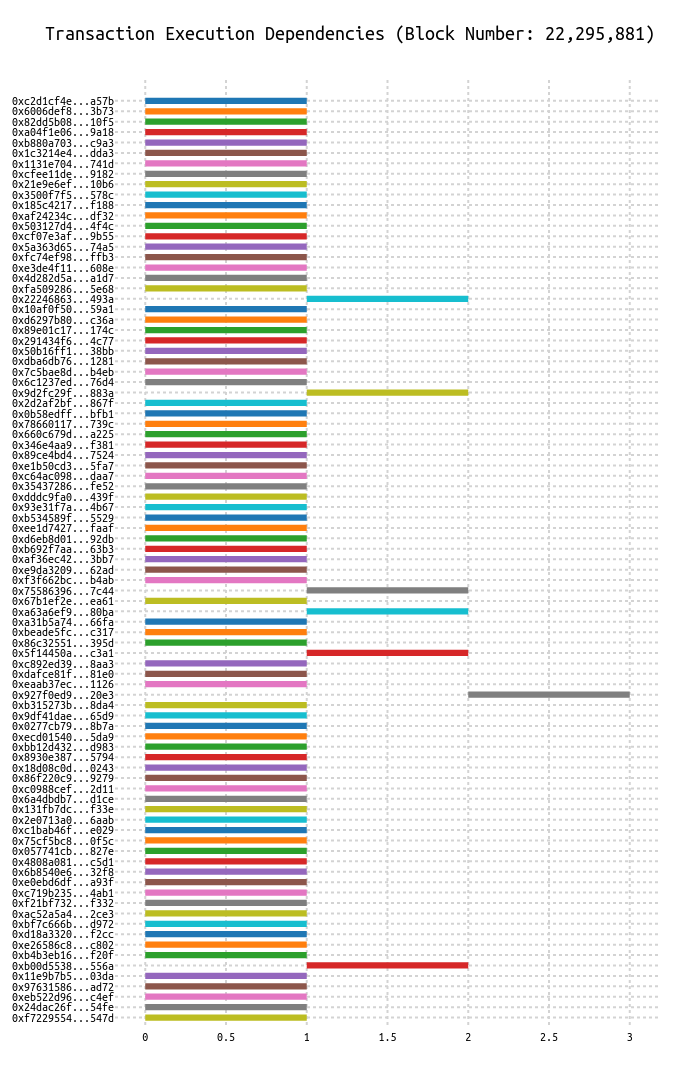 Transaction Execution Dependencies (Block Number: 22,295,881)
0xc2d1cf4e...a57b
0x6006def8...3b73
0x82dd5b08...10f5
0xa04f1e06...9a18
0xb880a703...c9a3
0x1c3214e4...dda3
0x1131e704...741d
0xcfee11de...9182
0x21e9e6ef...10b6
0x3500f7f5...578c
0x185c4217...f188
0xaf24234c...df32
0x503127d4...4f4c
0xcf07e3af...9b55
0x5a363d65...74a5
0xfc74ef98...ffb3
0xe3de4f11...608e
0x4d282d5a...a1d7
0xfa509286...5e68
0x22246863...493a
0x10af0f50...59a1
0xd6297b80...c36a
0x89e01c17...174c
0x291434f6...4c77
0x50b16ff1...38bb
0xdba6db76...1281
0x7c5bae8d...b4eb
0x6c1237ed...76d4
0x9d2fc29f...883a
0x2d2af2bf...867f
0x0b58edff...bfb1
0x78660117...739c
0x660c679d...a225
0x346e4aa9...f381
0x89ce4bd4...7524
0xe1b50cd3...5fa7
0xc64ac098...daa7
0x35437286...fe52
0xdddc9fa0...439f
0x93e31f7a...4b67
0xb534589f...5529
0xee1d7427...faaf
0xd6eb8d01...92db
0xb692f7aa...63b3
0xaf36ec42...3bb7
0xe9da3209...62ad
0xf3f662bc...b4ab
0x75586396...7c44
0x67b1ef2e...ea61
0xa63a6ef9...80ba
0xa31b5a74...66fa
0xbeade5fc...c317
0x86c32551...395d
0x5f14450a...c3a1
0xc892ed39...8aa3
0xdafce81f...81e0
0xeaab37ec...1126
0x927f0ed9...20e3
0xb315273b...8da4
0x9df41dae...65d9
0x0277cb79...8b7a
0xecd01540...5da9
0xbb12d432...d983
0x8930e387...5794
0x18d08c0d...0243
0x86f220c9...9279
0xc0988cef...2d11
0x6a4dbdb7...d1ce
0x131fb7dc...f33e
0x2e0713a0...6aab
0xc1bab46f...e029
0x75cf5bc8...0f5c
0x057741cb...827e
0x4808a081...c5d1
0x6b8540e6...32f8
0xe0ebd6df...a93f
0xc719b235...4ab1
0xf21bf732...f332
0xac52a5a4...2ce3
0xbf7c666b...d972
0xd18a3320...f2cc
0xe26586c8...c802
0xb4b3eb16...f20f
0xb00d5538...556a
0x11e9b7b5...03da
0x97631586...ad72
0xeb522d96...c4ef
0x24dac26f...54fe
0xf7229554...547d
0 0.5 1 1.5 2 2.5 3